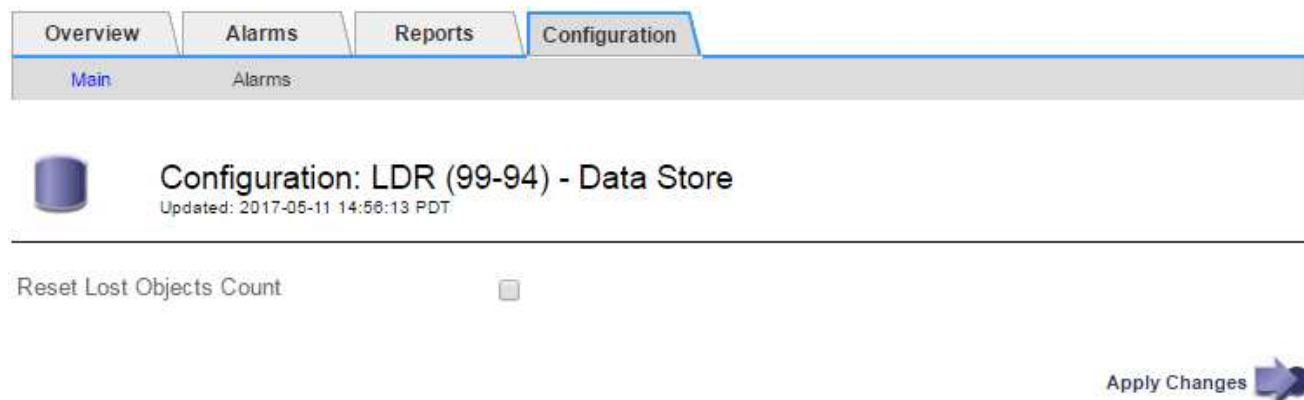 Overview Alarms Reports Configuration
Main Alarms
Configuration: LDR (99-94) - Data Store
Updated: 2017-05-11 14:56:13 PDT
Reset Lost Objects Count
Apply Changes